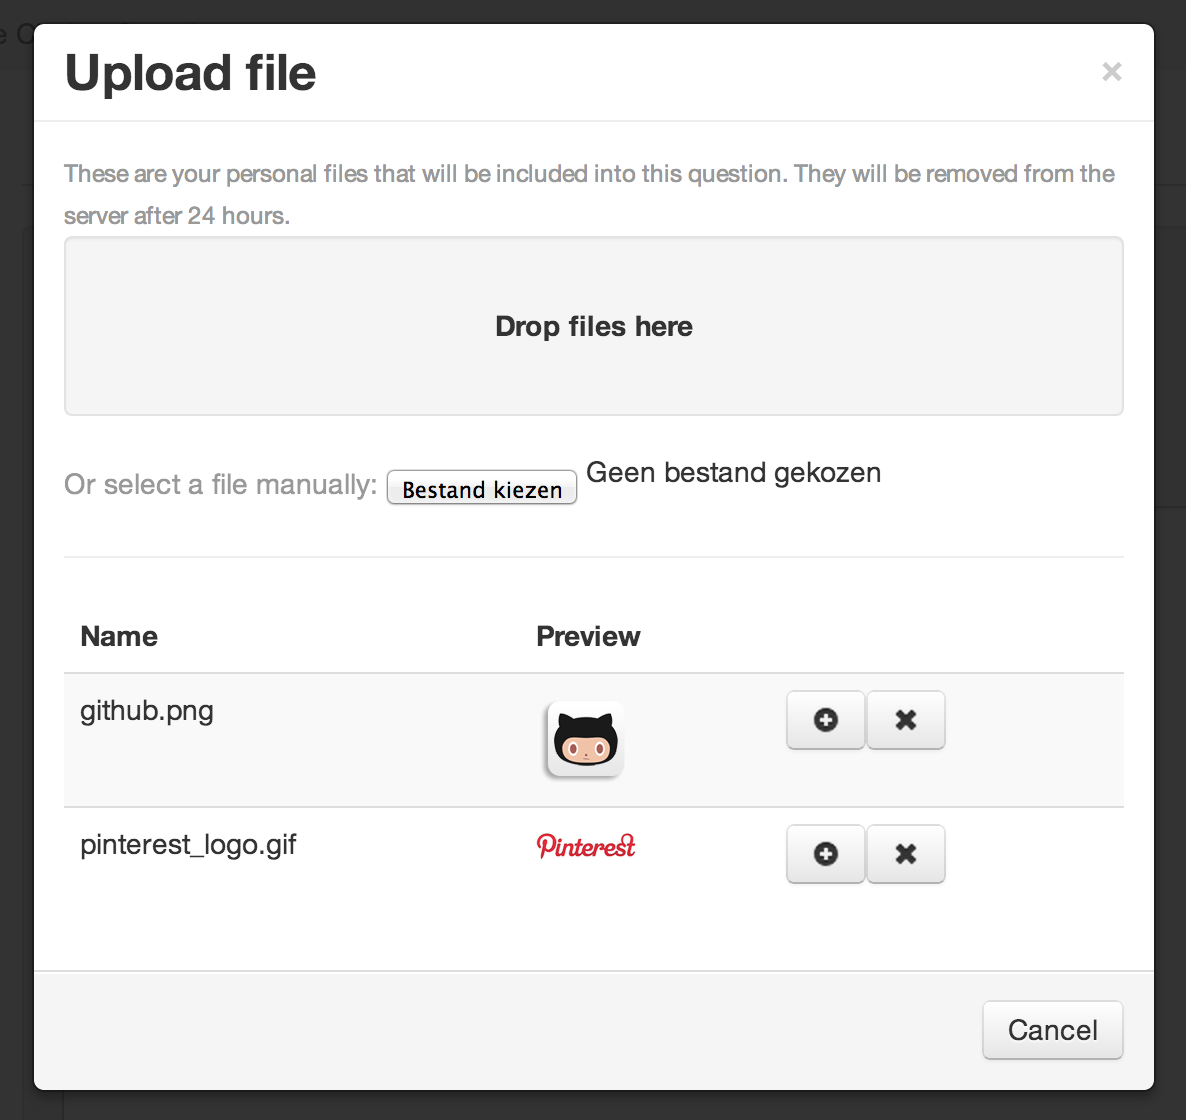 Upload file
×
These are your personal files that will be included into this question. They will be removed from the
server after 24 hours.
Drop files here
Or select a file manually: Bestand kiezen Geen bestand gekozen
Name Preview
github.png
pinterest_logo.gif Pinterest
Cancel